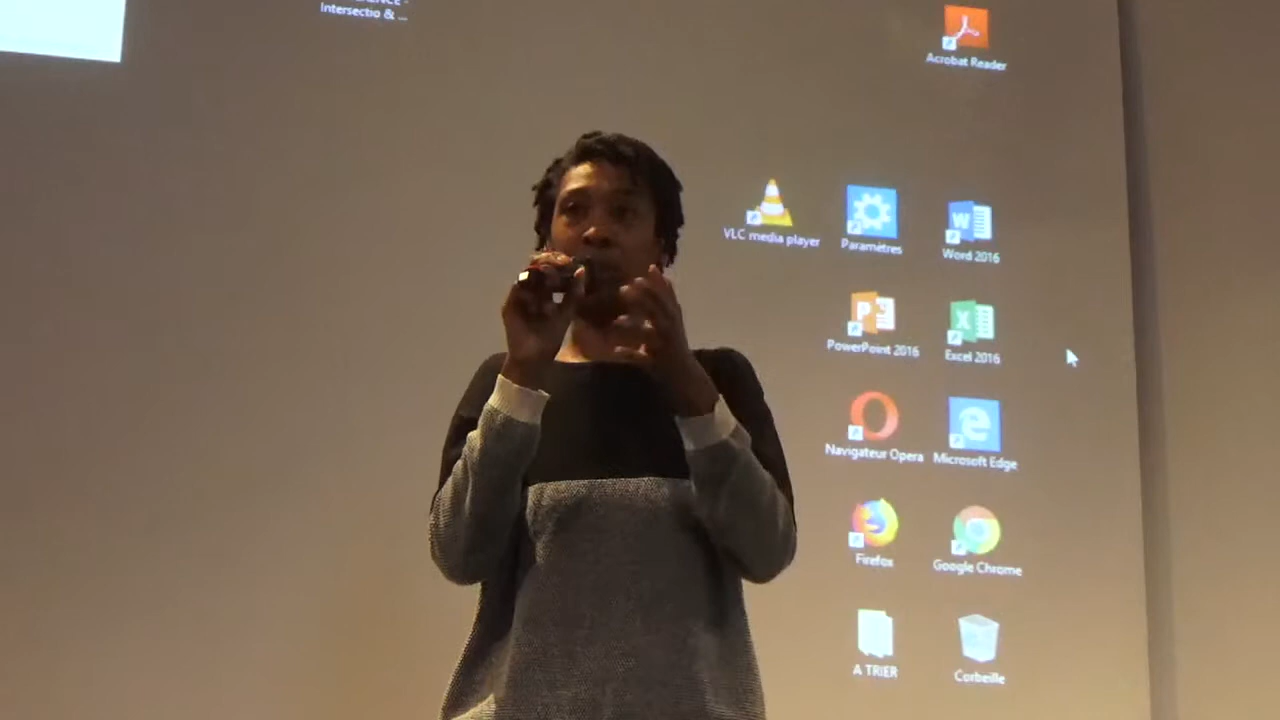 Intersectio & ...
Acrobat Reader
VLC media player
Paramètres
Word 2016
PowerPoint 2016
Excel 2016
Navigateur Opera
Microsoft Edge
Firefox
Google Chrome
A TRIER
Corbeille